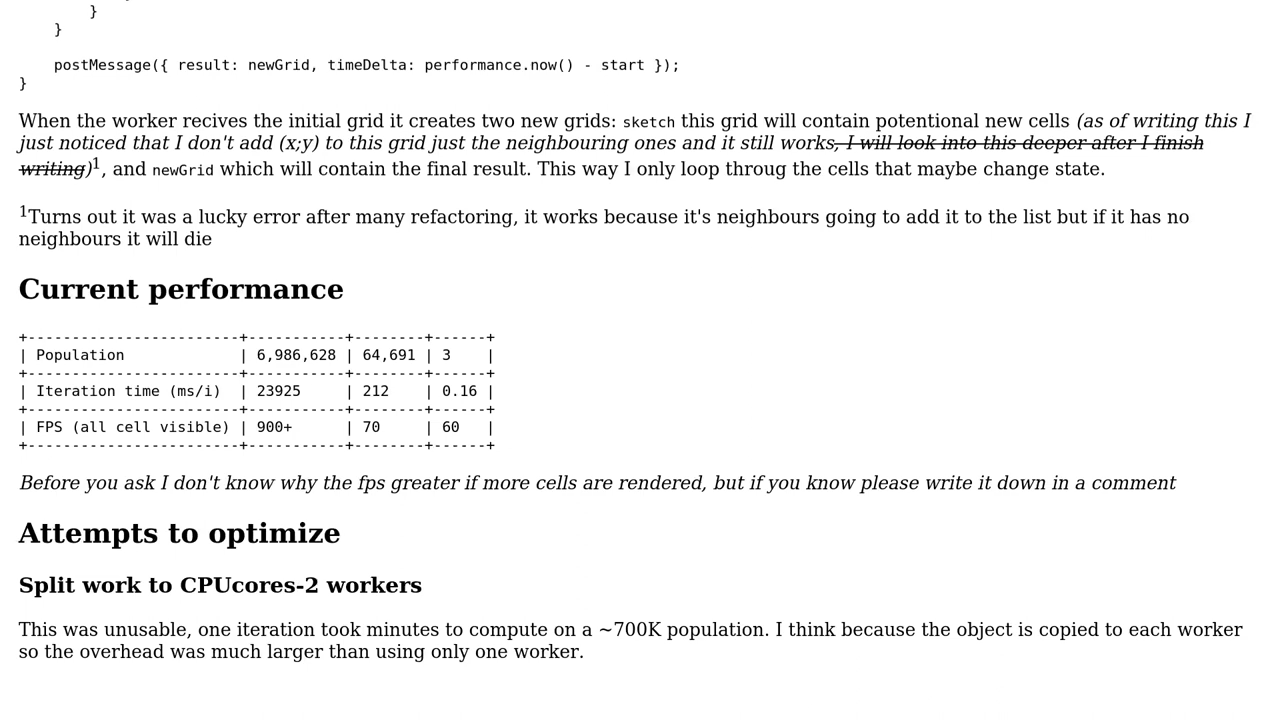 }
    }
    postMessage({ result: newGrid, timeDelta: performance.now() - start });
}
When the worker recives the initial grid it creates two new grids: sketch this grid will contain potentional new cells (as of writing this I
just noticed that I don't add (x;y) to this grid just the neighbouring ones and it still works, I will look into this deeper after I finish
writing)1, and newGrid which will contain the final result. This way I only loop throug the cells that maybe change state.
1Turns out it was a lucky error after many refactoring, it works because it's neighbours going to add it to the list but if it has no
neighbours it will die
Current performance
+------------------------+-----------+--------+------+
| Population             | 6,986,628 | 64,691 | 3    |
+------------------------+-----------+--------+------+
| Iteration time (ms/i)  | 23925     | 212    | 0.16 |
+------------------------+-----------+--------+------+
| FPS (all cell visible) | 900+      | 70     | 60   |
+------------------------+-----------+--------+------+
Before you ask I don't know why the fps greater if more cells are rendered, but if you know please write it down in a comment
Attempts to optimize
Split work to CPUcores-2 workers
This was unusable, one iteration took minutes to compute on a ~700K population. I think because the object is copied to each worker
so the overhead was much larger than using only one worker.